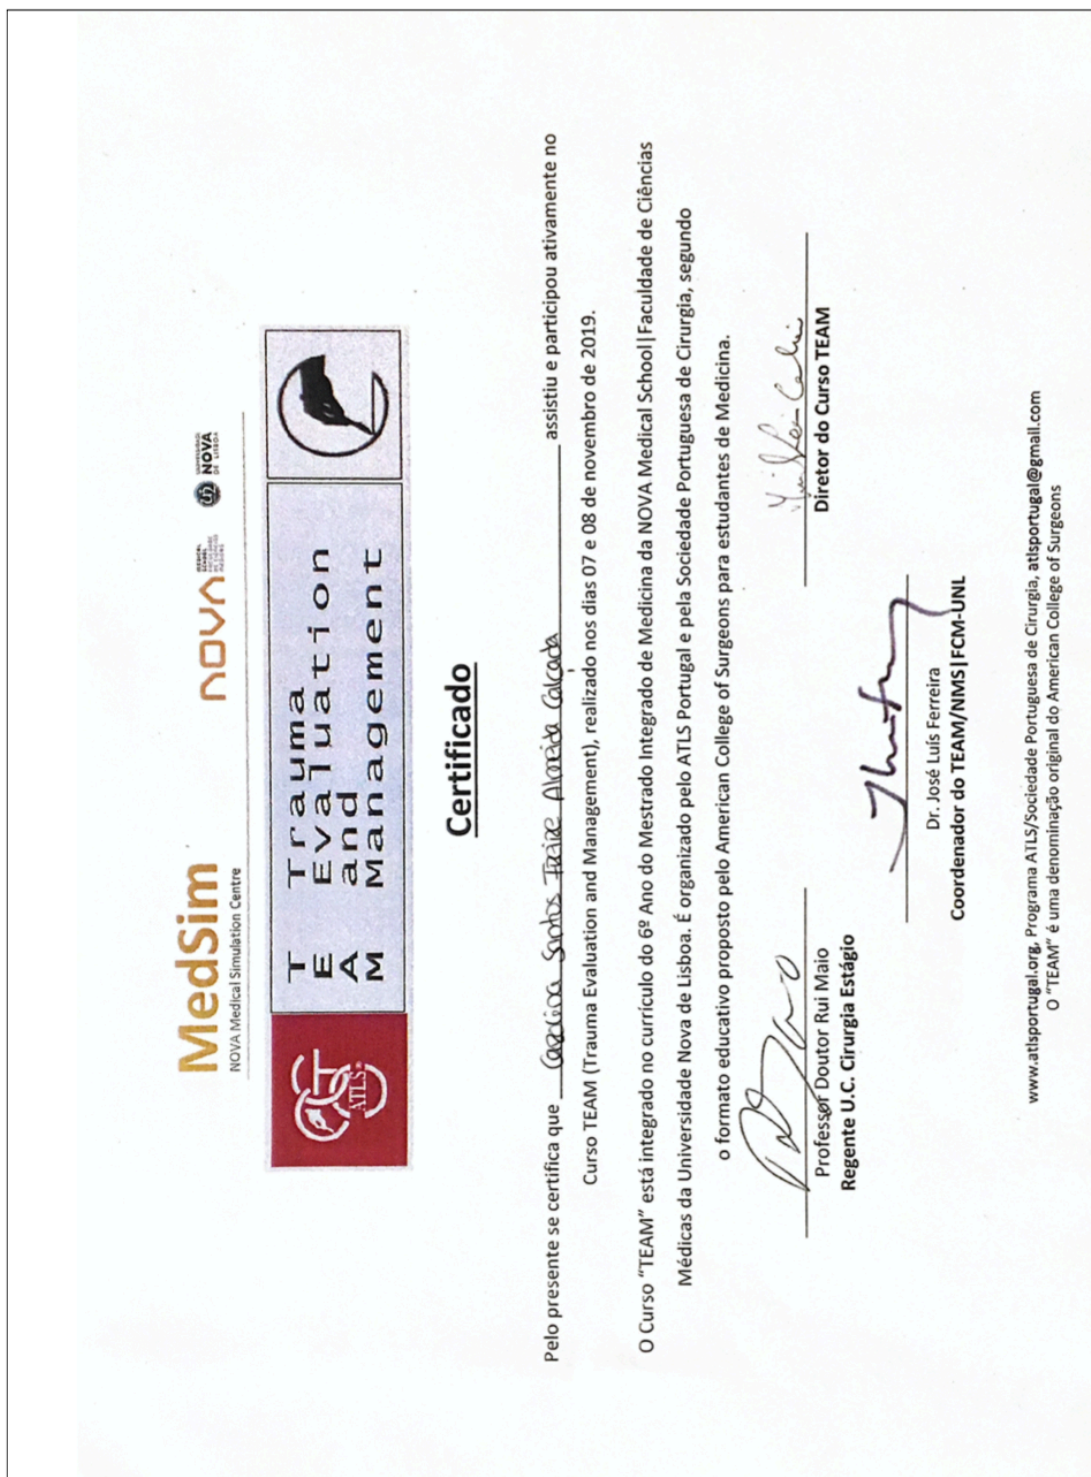 MedSim
NOVA Medical Simulation Centre
NOVA
UNIVERSIDADE NOVA DE LISBOA
ATLS®
T Trauma
E Evaluation
A and
M Management
Certificado
Pelo presente se certifica que Carolina Santos Freire Almeida Calçada assistiu e participou ativamente no
Curso TEAM (Trauma Evaluation and Management), realizado nos dias 07 e 08 de novembro de 2019.
O Curso "TEAM" está integrado no currículo do 6º Ano do Mestrado Integrado de Medicina da NOVA Medical School|Faculdade de Ciências
Médicas da Universidade Nova de Lisboa. É organizado pelo ATLS Portugal e pela Sociedade Portuguesa de Cirurgia, segundo
o formato educativo proposto pelo American College of Surgeons para estudantes de Medicina.
Professor Doutor Rui Maio
Regente U.C. Cirurgia Estágio
Diretor do Curso TEAM
Dr. José Luís Ferreira
Coordenador do TEAM/NMS|FCM-UNL
www.atlsportugal.org, Programa ATLS/Sociedade Portuguesa de Cirurgia, atlsportugal@gmail.com
O "TEAM" é uma denominação original do American College of Surgeons